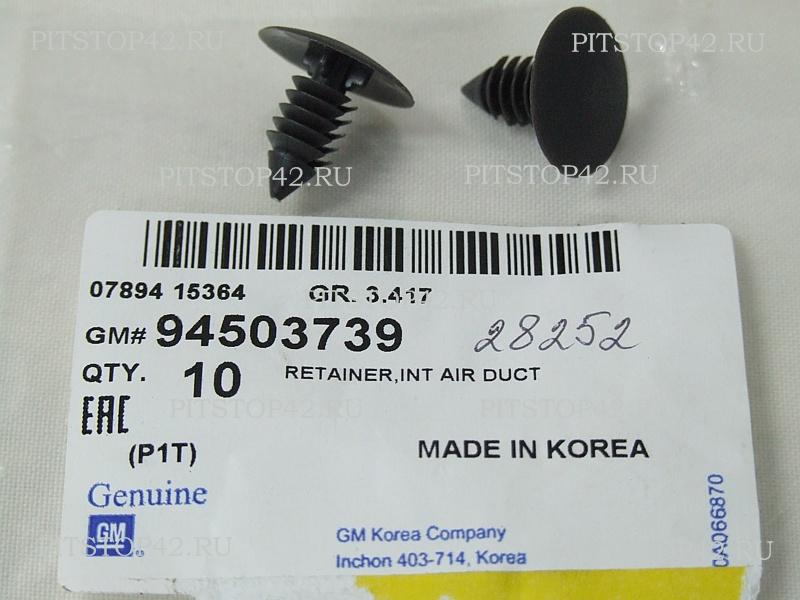 PITSTOP42.RU PITSTOP42.RU
PITSTOP42.RU PITSTOP42.RU
07894 15364 GR. 3.417
GM# 94503739 28252
QTY. 10 RETAINER,INT AIR DUCT
PITSTOP42.RU PITSTOP42.RU
EAC
(P1T) MADE IN KOREA
Genuine
GM
GM Korea Company
Inchon 403-714, Korea
CA066870
PITSTOP42.RU PITSTOP42.RU